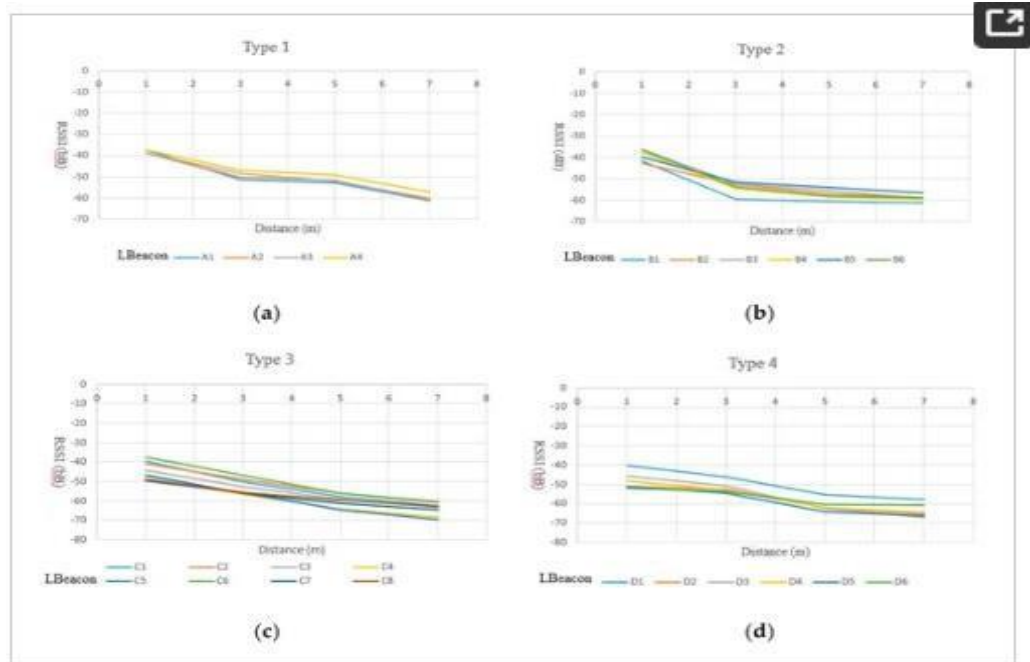 Type 1
0
0 1 2 3 4 5 6 7 8
-10
-20
-30
-40
-50
-60
-70
RSSI (dB)
Distance (m)
LBeacon A1 A2 A3 A4
(a)
Type 2
0
0 1 2 3 4 5 6 7 8
-10
-20
-30
-40
-50
-60
-70
RSSI (dB)
Distance (m)
LBeacon B1 B2 B3 B4 B5 B6
(b)
Type 3
0
0 1 2 3 4 5 6 7 8
-10
-20
-30
-40
-50
-60
-70
-80
RSSI (dB)
Distance (m)
C1 C2 C3 C4
LBeacon C5 C6 C7 C8
(c)
Type 4
0
0 1 2 3 4 5 6 7 8
-10
-20
-30
-40
-50
-60
-70
-80
RSSI (dB)
Distance (m)
LBeacon D1 D2 D3 D4 D5 D6
(d)